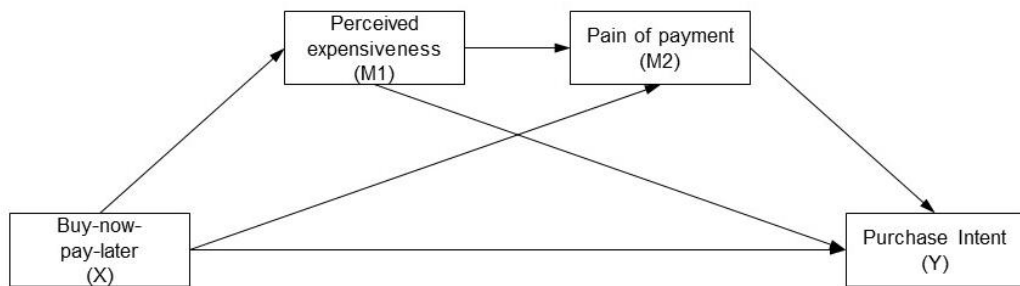 Perceived
expensiveness
(M1)
Pain of payment
(M2)
Buy-now-
pay-later
(X)
Purchase Intent
(Y)